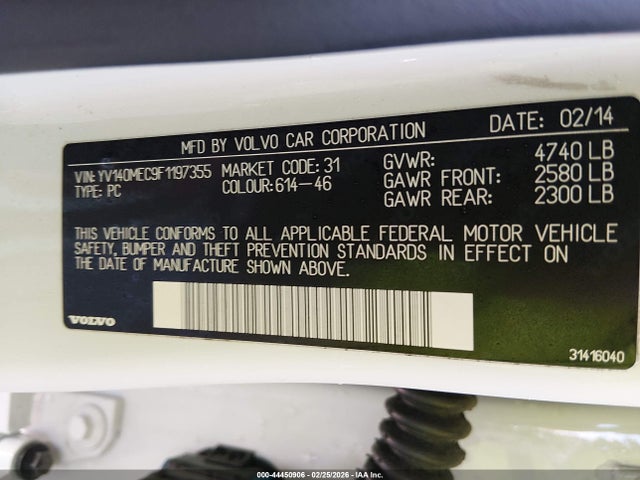 MFD BY VOLVO CAR CORPORATION DATE: 02/14
VIN: YV140MEC9F1197355 MARKET CODE: 31 GVWR: 4740 LB
TYPE: PC COLOUR: 614-46 GAWR FRONT: 2580 LB
GAWR REAR: 2300 LB
THIS VEHICLE CONFORMS TO ALL APPLICABLE FEDERAL MOTOR VEHICLE
SAFETY, BUMPER AND THEFT PREVENTION STANDARDS IN EFFECT ON
THE DATE OF MANUFACTURE SHOWN ABOVE.
VOLVO
31416040
000-44450906 - 02/25/2026 - IAA Inc.